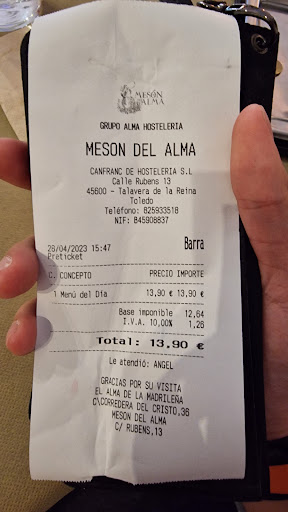 MESÓN
ALMA
GRUPO ALMA HOSTELERIA
MESON DEL ALMA
CANFRANC DE HOSTELERIA S.L
Calle Rubens 13
45600 - Talavera de la Reina
Toledo
Teléfono: 825933518
NIF: B45908837
28/04/2023 15:47 Barra
Preticket
C. CONCEPTO PRECIO IMPORTE
1 Menú del Día 13,90 € 13,90 €
Base imponible 12,64
I.V.A. 10,00% 1,26
Total: 13,90 €
Le atendió: ANGEL
GRACIAS POR SU VISITA
EL ALMA DE LA MADRILEÑA
C\CORREDERA DEL CRISTO,36
MESON DEL ALMA
C/ RUBENS,13